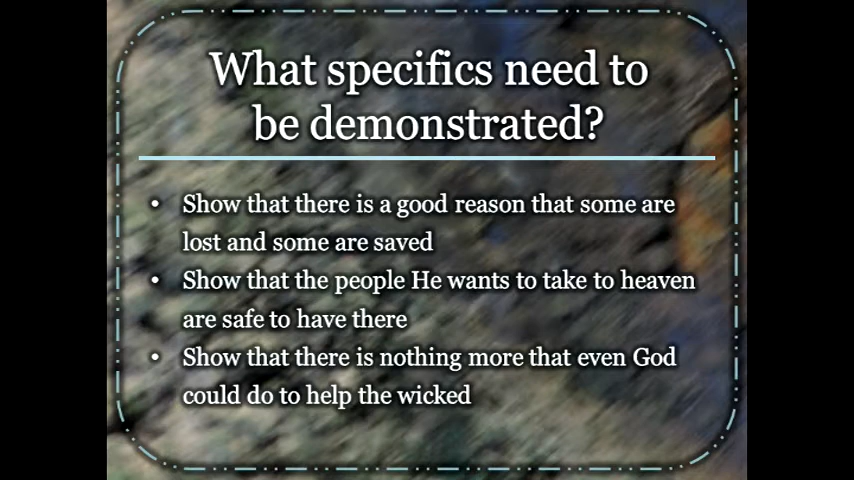 What specifics need to
be demonstrated?
• Show that there is a good reason that some are
lost and some are saved
• Show that the people He wants to take to heaven
are safe to have there
• Show that there is nothing more that even God
could do to help the wicked